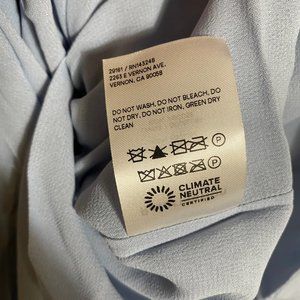 29161 / RN143248
2263 E VERNON AVE.
VERNON, CA 90058
DO NOT WASH, DO NOT BLEACH, DO
NOT DRY, DO NOT IRON, GREEN DRY
CLEAN
P
P
CLIMATE
NEUTRAL
CERTIFIED